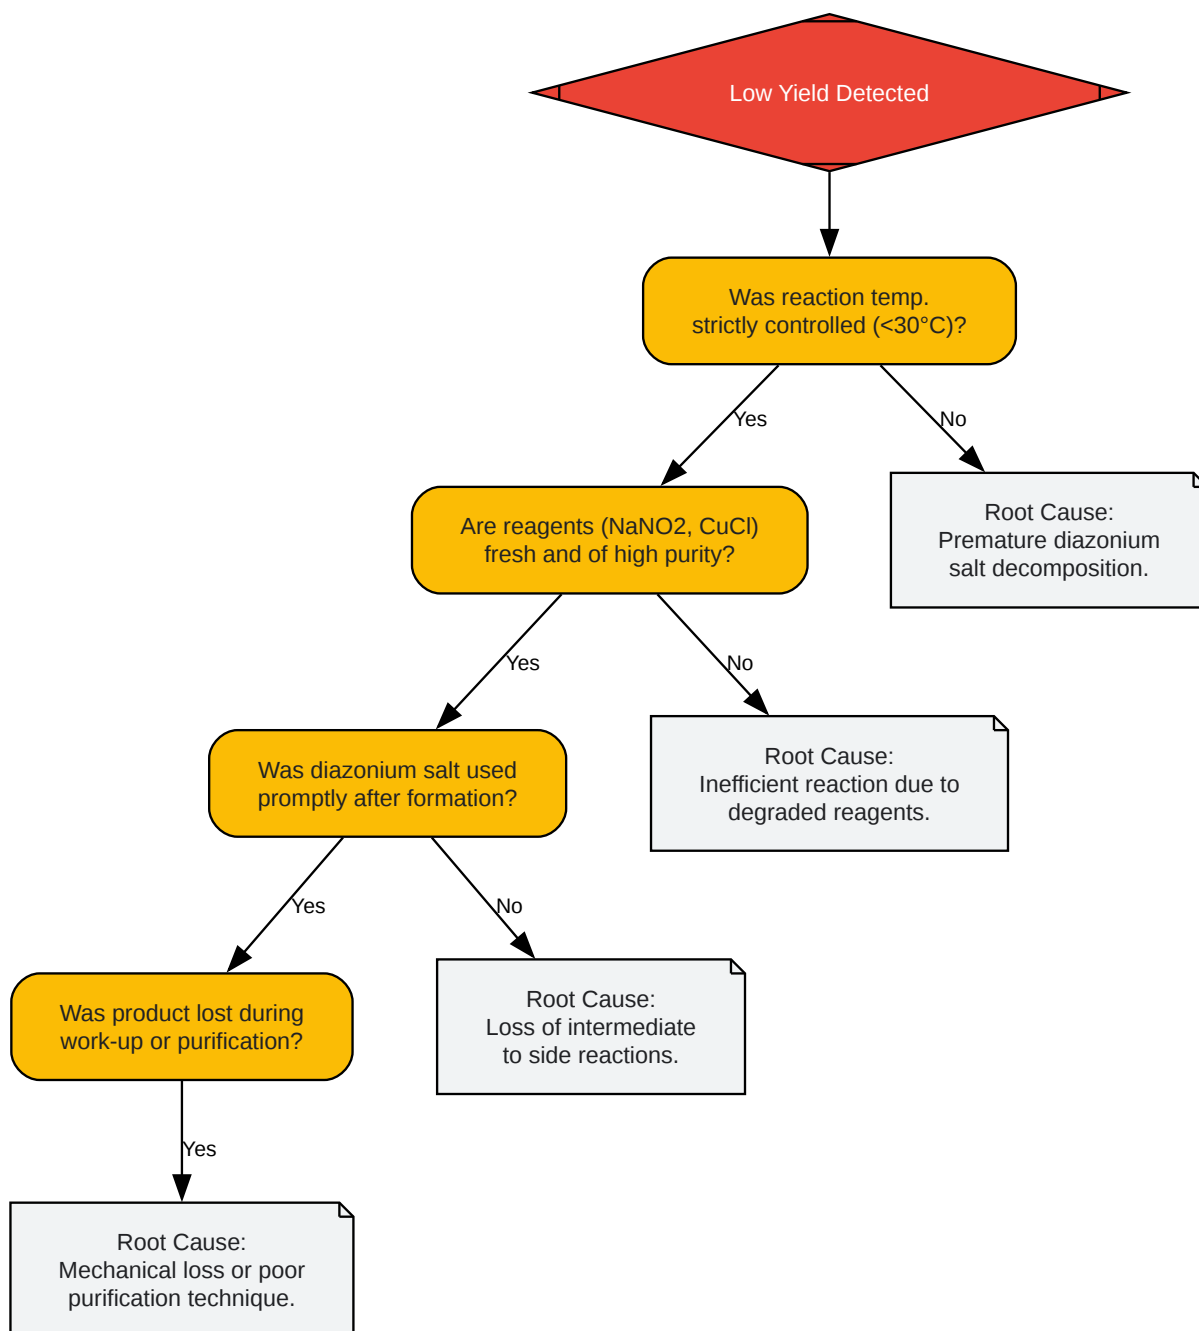 Low Yield Detected
Was reaction temp.
strictly controlled (<30°C)?
Yes
No
Are reagents (NaNO2, CuCl)
fresh and of high purity?
Root Cause:
Premature diazonium
salt decomposition.
Yes
No
Was diazonium salt used
promptly after formation?
Root Cause:
Inefficient reaction due to
degraded reagents.
Yes
No
Was product lost during
work-up or purification?
Root Cause:
Loss of intermediate
to side reactions.
Yes
Root Cause:
Mechanical loss or poor
purification technique.